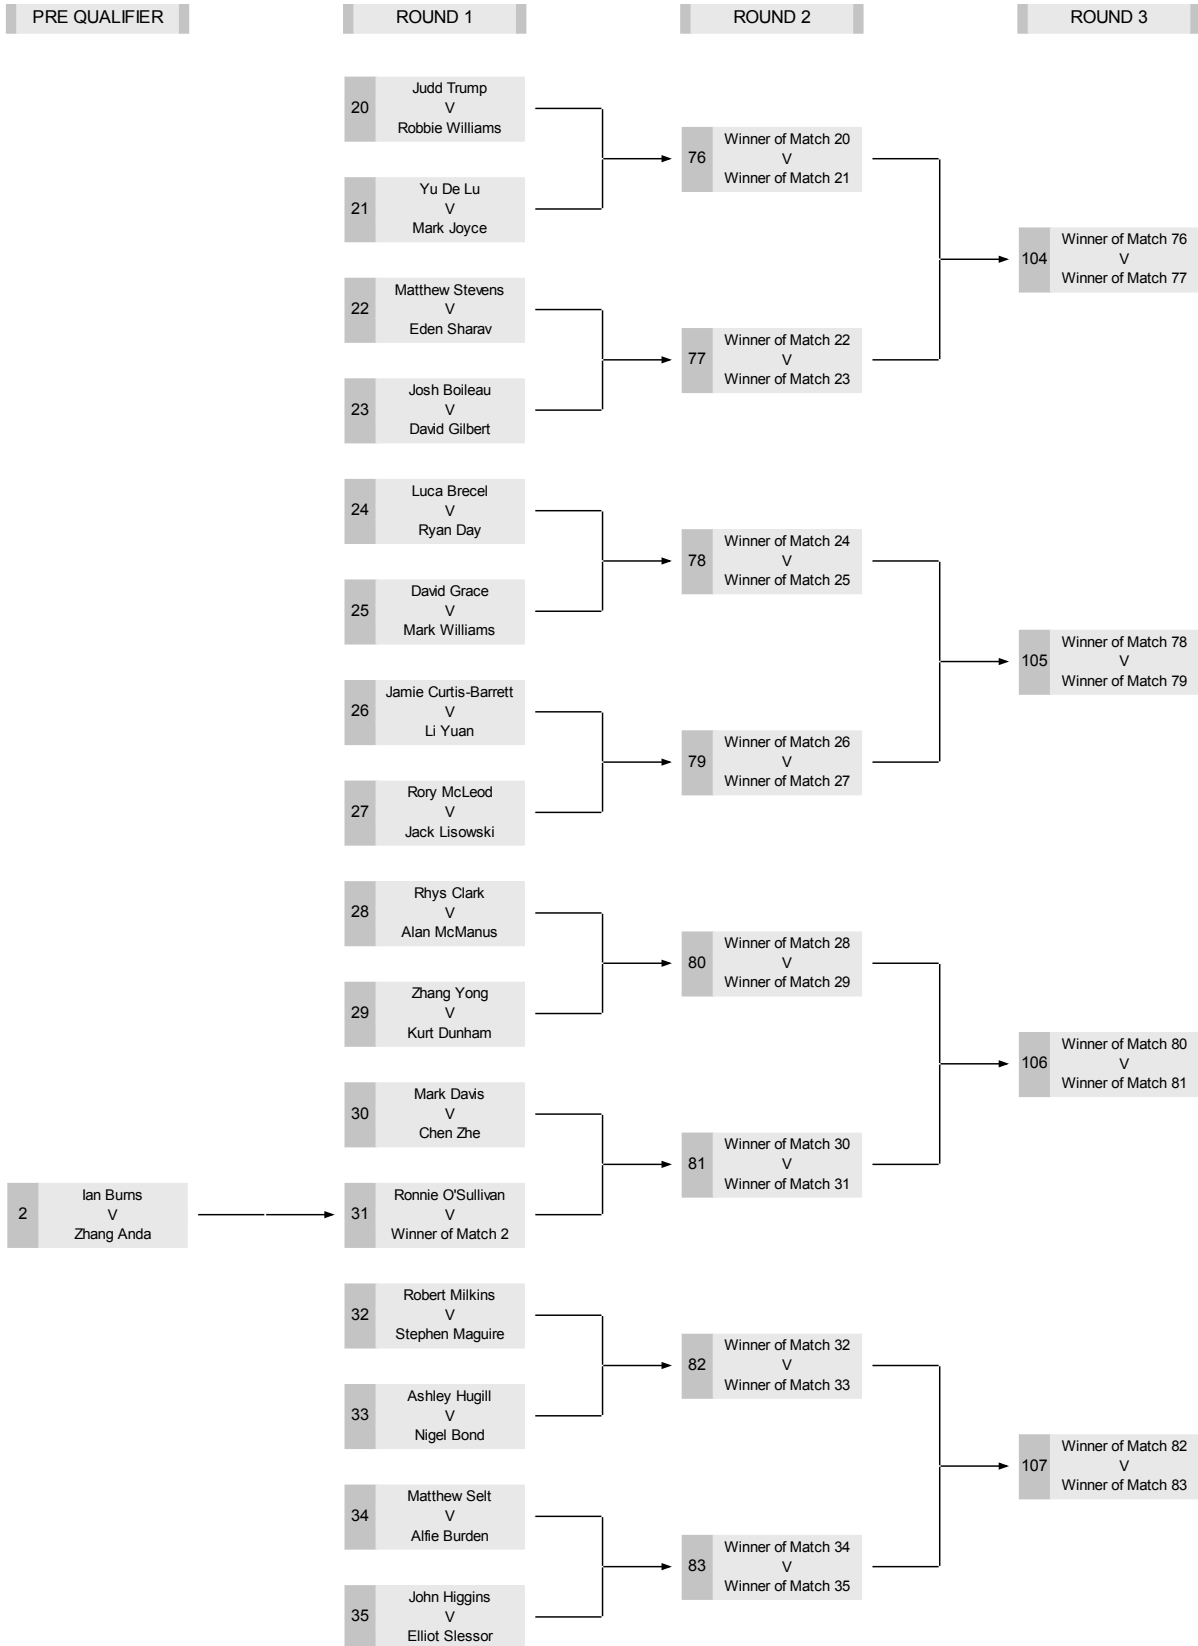 PRE QUALIFIER
ROUND 1
ROUND 2
ROUND 3
20
Judd Trump
V
Robbie Williams
21
Yu De Lu
V
Mark Joyce
22
Matthew Stevens
V
Eden Sharav
23
Josh Boileau
V
David Gilbert
24
Luca Brecel
V
Ryan Day
25
David Grace
V
Mark Williams
26
Jamie Curtis-Barrett
V
Li Yuan
27
Rory McLeod
V
Jack Lisowski
28
Rhys Clark
V
Alan McManus
29
Zhang Yong
V
Kurt Dunham
30
Mark Davis
V
Chen Zhe
2
Ian Burns
V
Zhang Anda
31
Ronnie O'Sullivan
V
Winner of Match 2
32
Robert Milkins
V
Stephen Maguire
33
Ashley Hugill
V
Nigel Bond
34
Matthew Selt
V
Alfie Burden
35
John Higgins
V
Elliot Slessor
76
Winner of Match 20
V
Winner of Match 21
77
Winner of Match 22
V
Winner of Match 23
78
Winner of Match 24
V
Winner of Match 25
79
Winner of Match 26
V
Winner of Match 27
80
Winner of Match 28
V
Winner of Match 29
81
Winner of Match 30
V
Winner of Match 31
82
Winner of Match 32
V
Winner of Match 33
83
Winner of Match 34
V
Winner of Match 35
104
Winner of Match 76
V
Winner of Match 77
105
Winner of Match 78
V
Winner of Match 79
106
Winner of Match 80
V
Winner of Match 81
107
Winner of Match 82
V
Winner of Match 83